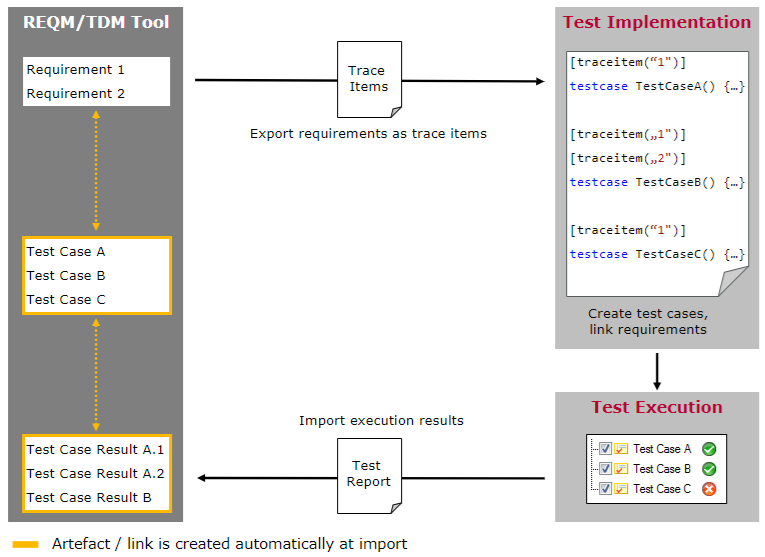 REQM/TDM Tool
Requirement 1
Requirement 2
Test Case A
Test Case B
Test Case C
Test Case Result A.1
Test Case Result A.2
Test Case Result B
Trace
Items
Export requirements as trace items
Test Implementation
[traceitem(“1")]
testcase TestCaseA() {…}
[traceitem(„1")]
[traceitem(„2")]
testcase TestCaseB() {…}
[traceitem(“1")]
testcase TestCaseC() {…}
Create test cases,
link requirements
Test Execution
Test Case A
Test Case B
Test Case C
Import execution results
Test
Report
Artefact / link is created automatically at import